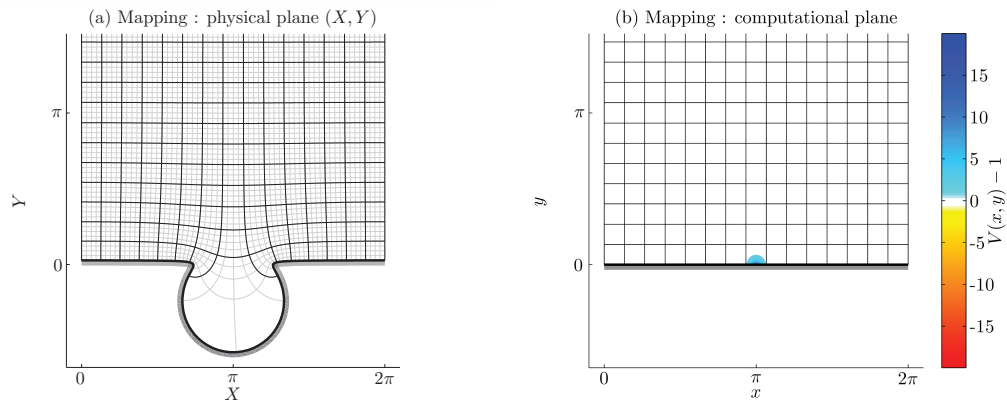 (a) Mapping : physical plane (X, Y)
Y
π
0
0
π
2π
X
(b) Mapping : computational plane
y
π
0
0
π
2π
x
15
10
5
0
-5
-10
-15
V(x, y) − 1